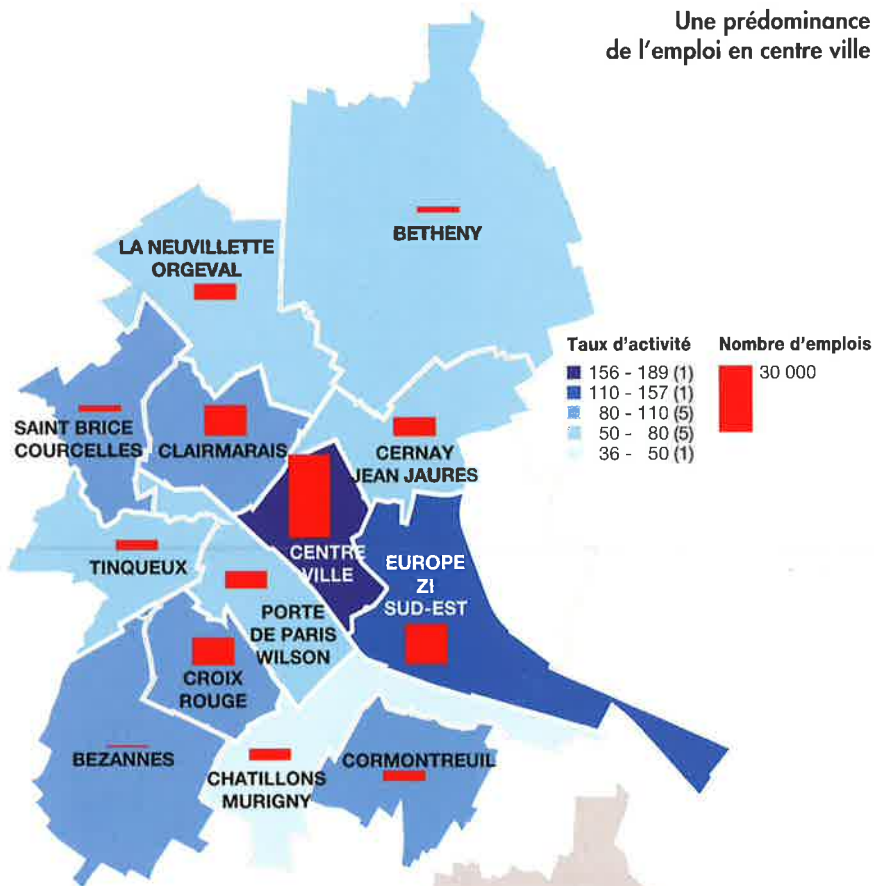 Une prédominance
de l'emploi en centre ville
BETHENY
LA NEUVILLETTE
ORGEVAL
Taux d'activité
156 - 189 (1)
110 - 157 (1)
80 - 110 (5)
50 - 80 (5)
36 - 50 (1)
Nombre d'emplois
30 000
SAINT BRICE
COURCELLES
CLAIRMARAIS
CERNAY
JEAN JAURES
CENTRE
VILLE
EUROPE
ZI
SUD-EST
TINQUEUX
PORTE
DE PARIS
WILSON
CROIX
ROUGE
BEZANNES
CHATILLONS
MURIGNY
CORMONTREUIL